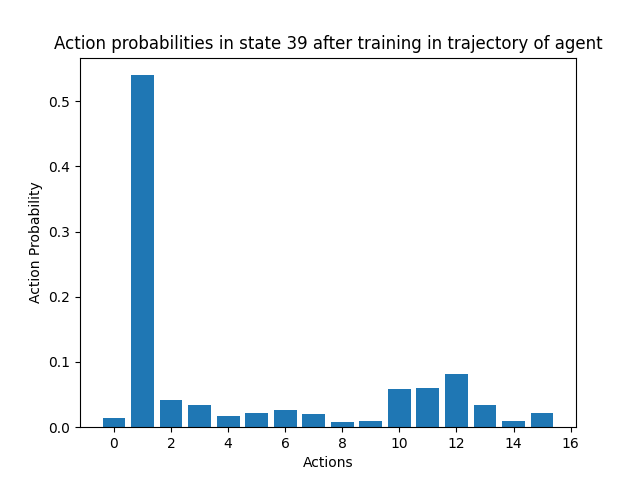 Action probabilities in state 39 after training in trajectory of agent
0.5
0.4
0.3
0.2
0.1
0.0
Action Probability
0 2 4 6 8 10 12 14 16
Actions